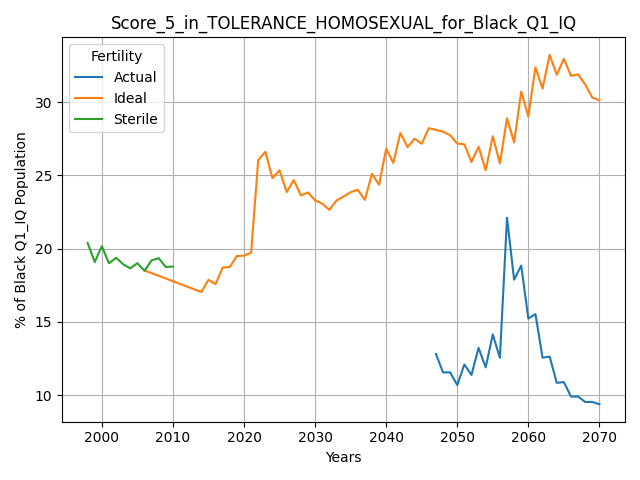 Score_5_in_TOLERANCE_HOMOSEXUAL_for_Black_Q1_IQ
Fertility
Actual
Ideal
Sterile
% of Black Q1_IQ Population
30
25
20
15
10
2000
2010
2020
2030
2040
2050
2060
2070
Years